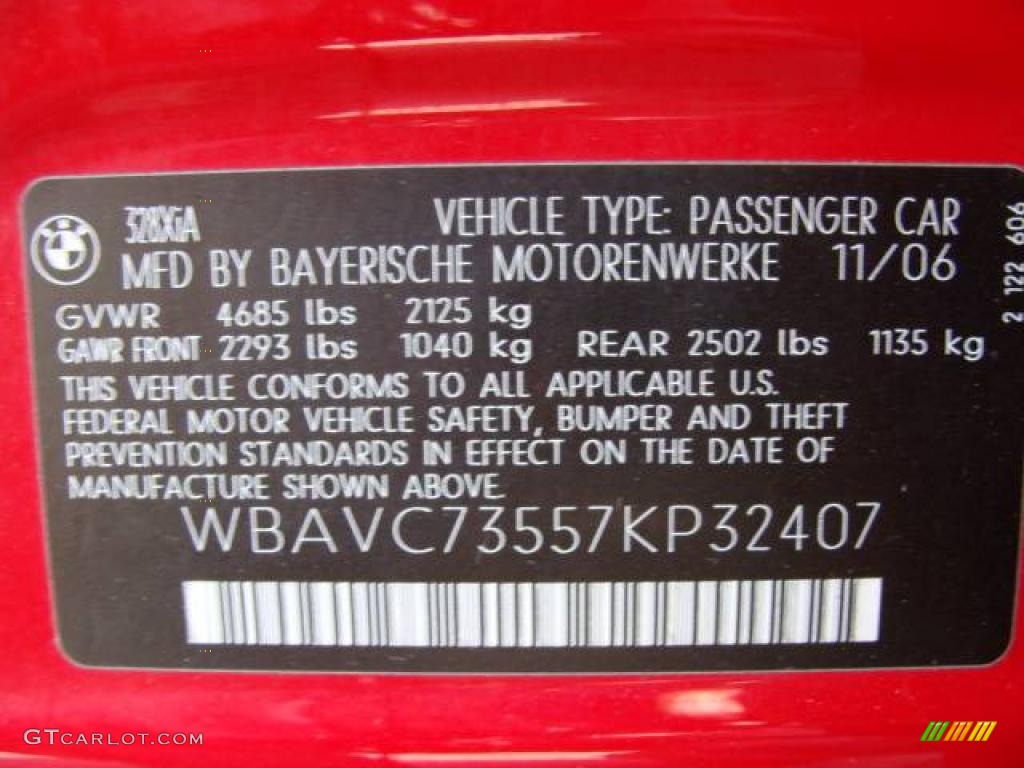 328XiA VEHICLE TYPE: PASSENGER CAR
MFD BY BAYERISCHE MOTORENWERKE 11/06
GVWR 4685 lbs 2125 kg
GAWR FRONT 2293 lbs 1040 kg REAR 2502 lbs 1135 kg
THIS VEHICLE CONFORMS TO ALL APPLICABLE U.S.
FEDERAL MOTOR VEHICLE SAFETY, BUMPER AND THEFT
PREVENTION STANDARDS IN EFFECT ON THE DATE OF
MANUFACTURE SHOWN ABOVE.
WBAVC73557KP32407
2 122 606
GTCARLOT.COM